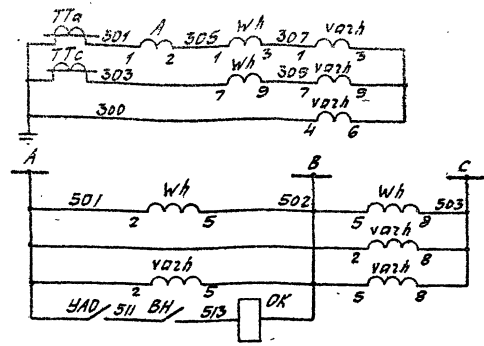 TTa 301 A 305 Wh 307 varh
1 2 1 3 1 3
TTc 303 Wh 309 varh
7 9 7 9
300 varh
4 6
A B C
501 Wh 502 Wh 503
2 5 5 8
varh
2 8
varh varh
2 5 5 8
YAD 511 BH 513 OK